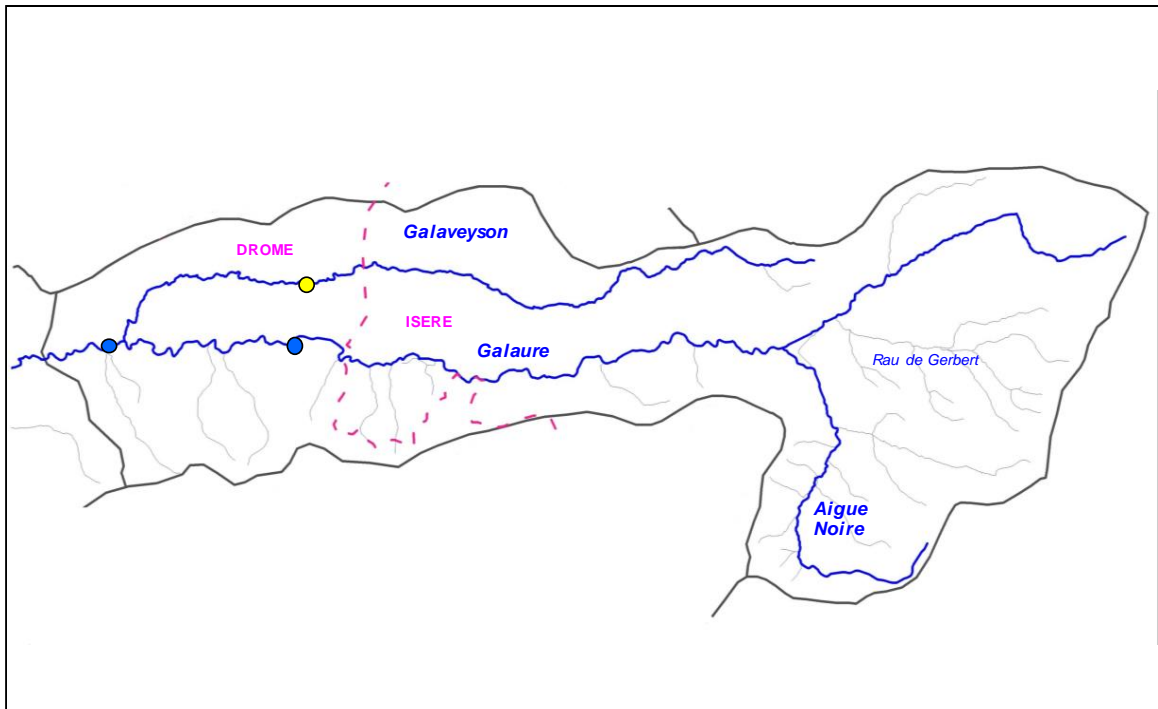 Galaveyson
DROME
ISERE
Galaure
Rau de Gerbert
Aigue
Noire